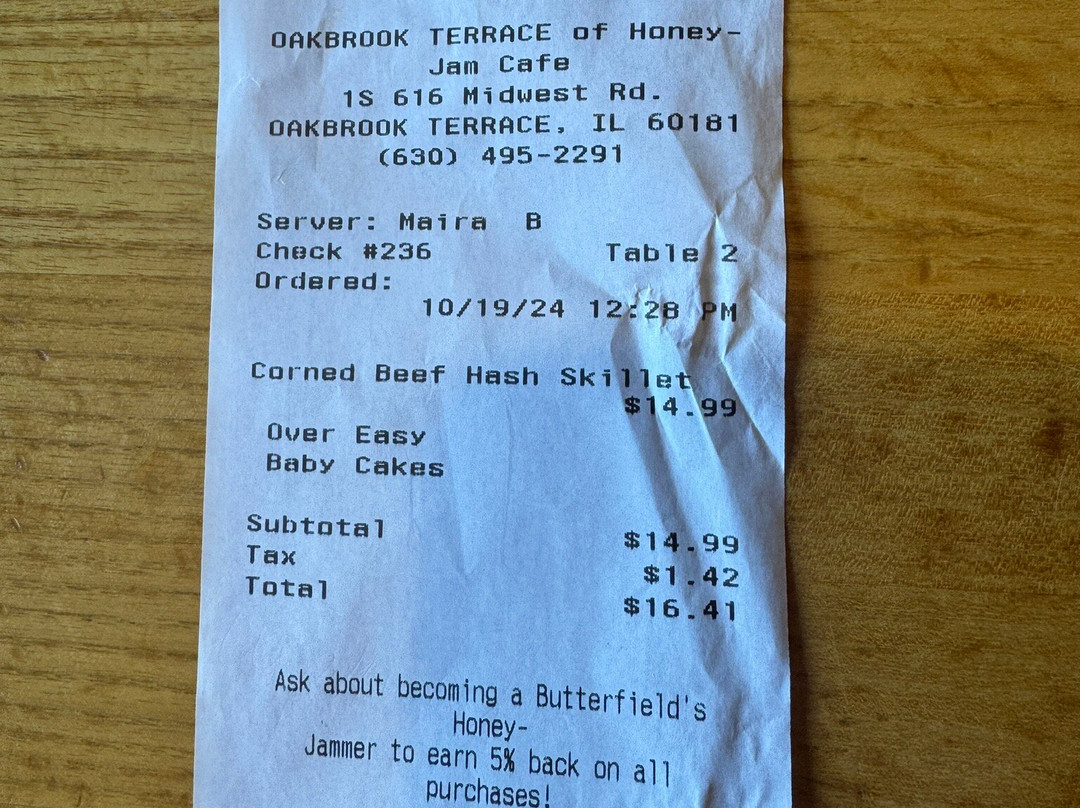 OAKBROOK TERRACE of Honey-
Jam Cafe
1S 616 Midwest Rd.
OAKBROOK TERRACE, IL 60181
(630) 495-2291
Server: Maira B
Check #236 Table 2
Ordered:
10/19/24 12:28 PM
Corned Beef Hash Skillet
$14.99
Over Easy
Baby Cakes
Subtotal $14.99
Tax $1.42
Total $16.41
Ask about becoming a Butterfield's
Honey-
Jammer to earn 5% back on all
purchases!